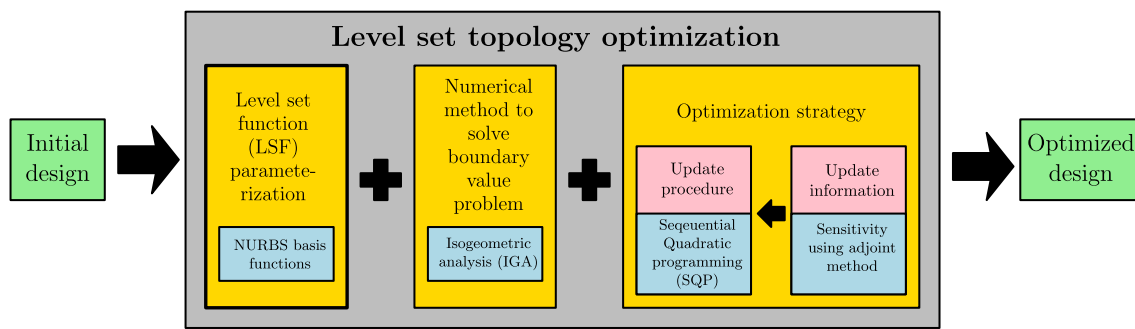 Level set topology optimization
Initial
design
Level set
function
(LSF)
paramete-
rization
NURBS basis
functions
Numerical
method to
solve
boundary
value
problem
Isogeometric
analysis (IGA)
Optimization strategy
Update
procedure
Seqeuential
Quadratic
programming
(SQP)
Update
information
Sensitivity
using adjoint
method
Optimized
design